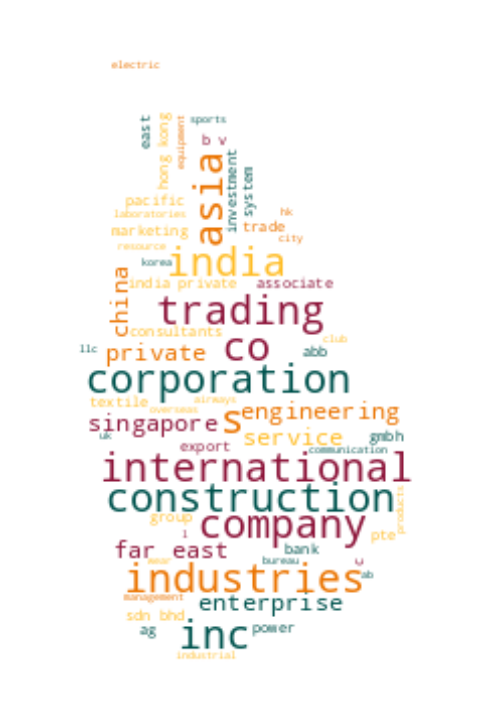 electric
east
hong kong
equipment
sports
b v
asia
investment
system
pacific
laboratories
marketing
trade
hk
city
resource
korea
india
china
india private
associate
trading
consultants
club
llc
private
co
abb
corporation
textile
airways
overseas
singapore
s
engineering
uk
service
gmbh
export
communication
international
construction
products
group
company
l
pte
far east
bank
wear
bureau
u
industries
ab
management
enterprise
sdn bhd
ag
inc
power
industrial